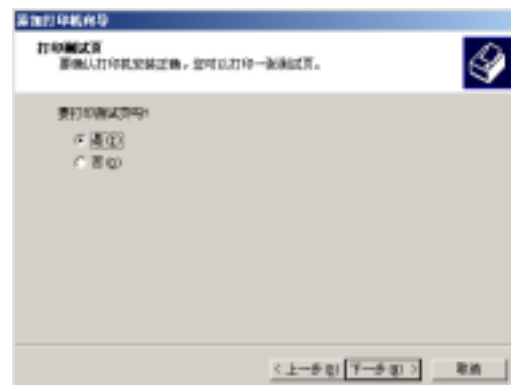 添加打印机向导
打印测试页
要确认打印机安装正确，您可以打印一张测试页。
要打印测试页吗?
是(Y)
否(O)
< 上一步(B)
下一步(N) >
取消